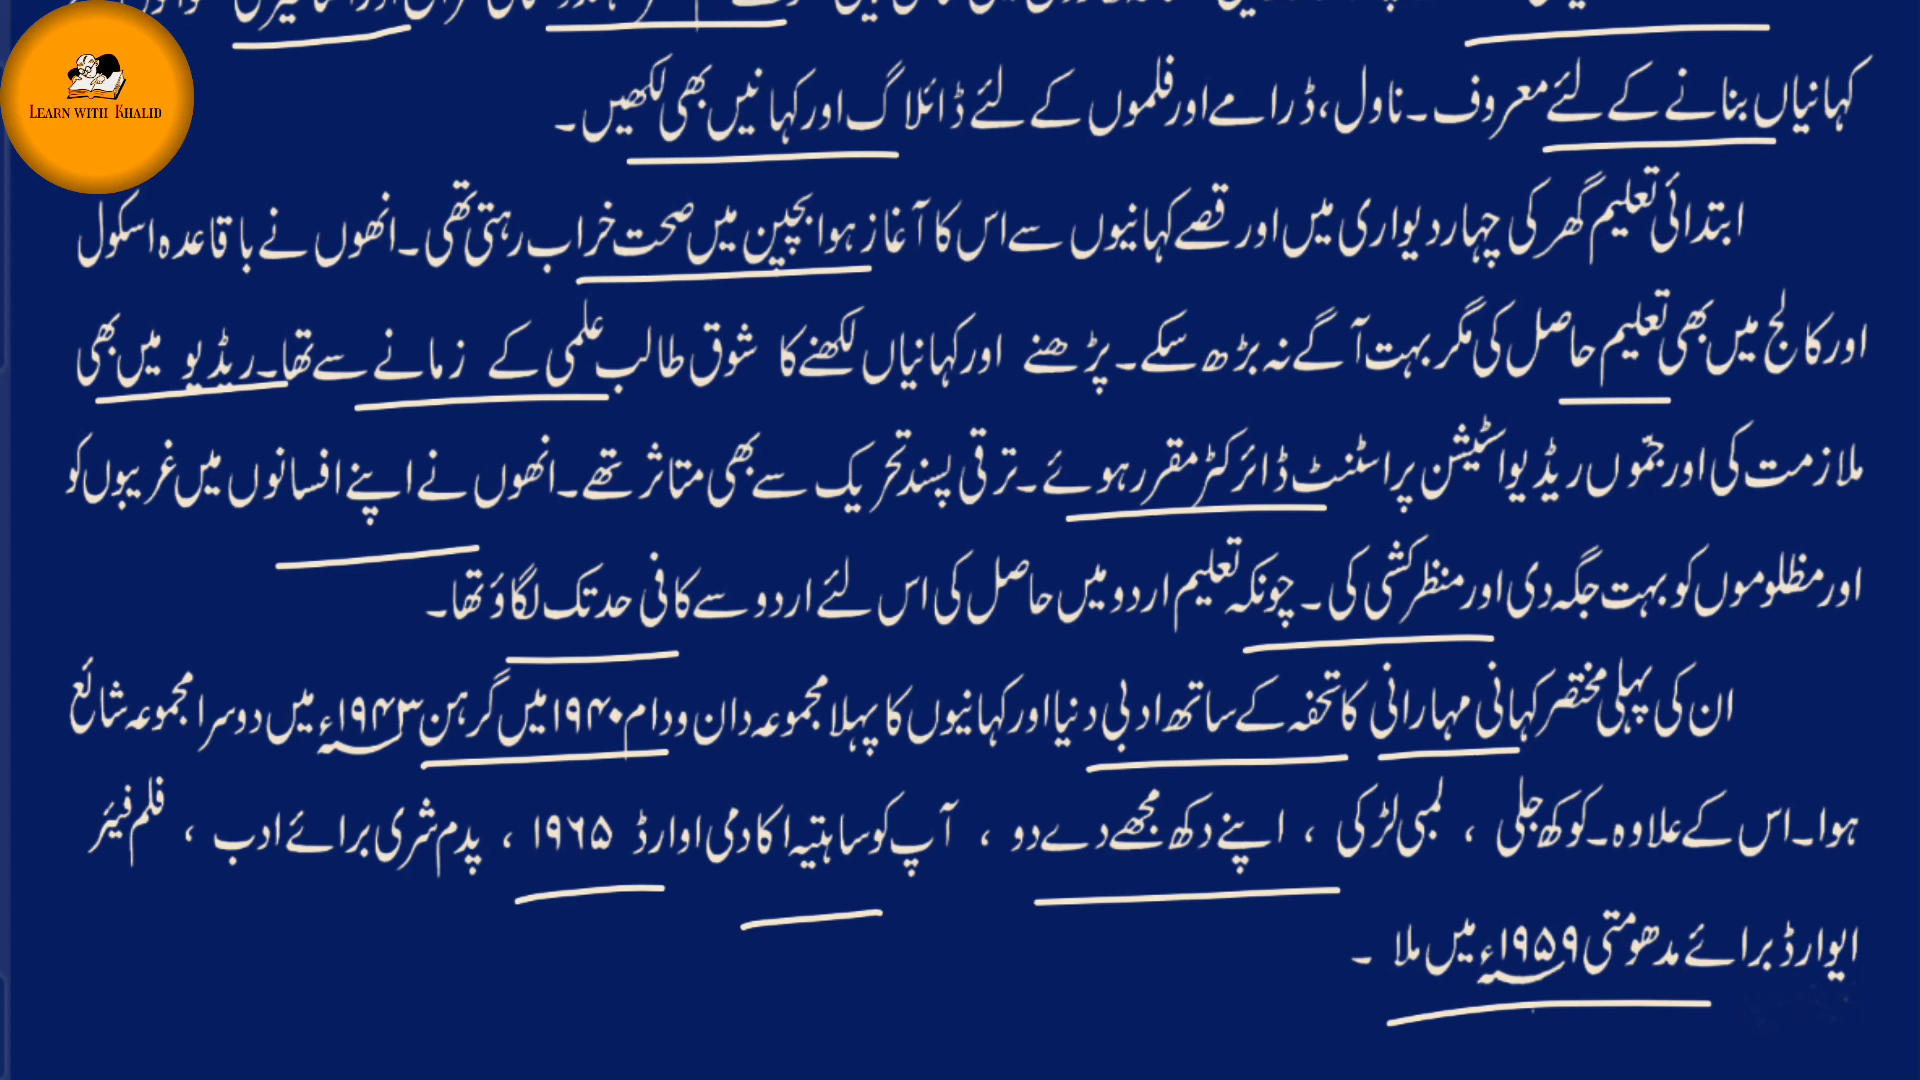 LEARN WITH KHALID
کہانیاں بنانے کے لئے معروف۔ ناول، ڈرامے اور فلموں کے لئے ڈائلاگ اور کہانیں بھی لکھیں۔
ابتدائی تعلیم گھر کی چہار دیواری میں اور قصے کہانیوں سے اس کا آغاز ہوا بچپن میں صحت خراب رہتی تھی۔ انھوں نے باقاعدہ اسکول
اور کالج میں بھی تعلیم حاصل کی مگر بہت آگے نہ بڑھ سکے۔ پڑھنے اور کہانیاں لکھنے کا شوق طالب علمی کے زمانے سے تھا۔ ریڈیو میں بھی
ملازمت کی اور جموں ریڈیو اسٹیشن پر اسٹنٹ ڈائرکٹر مقرر ہوئے۔ ترقی پسند تحریک سے بھی متاثر تھے۔ انھوں نے اپنے افسانوں میں غریبوں کو
اور مظلوموں کو بہت جگہ دی اور منظر کشی کی۔ چونکہ تعلیم اردو میں حاصل کی اس لئے اردو سے کافی حد تک لگاؤ تھا۔
ان کی پہلی مختصر کہانی مہارانی کا تحفہ کے ساتھ ادبی دنیا اور کہانیوں کا پہلا مجموعہ دان ودام ۱۹۴۰ میں گرہن ۱۹۴۳ء میں دوسرا مجموعہ شائع
ہوا۔ اس کے علاوہ۔ کوکھ جلی ، لمبی لڑکی ، اپنے دکھ مجھے دے دو ، آپ کو ساہتیہ اکادمی اوارڈ ۱۹۶۵ ، پدم شری برائے ادب ، فلم فیئر
ایوارڈ برائے مدھومتی ۱۹۵۹ء میں ملا ۔